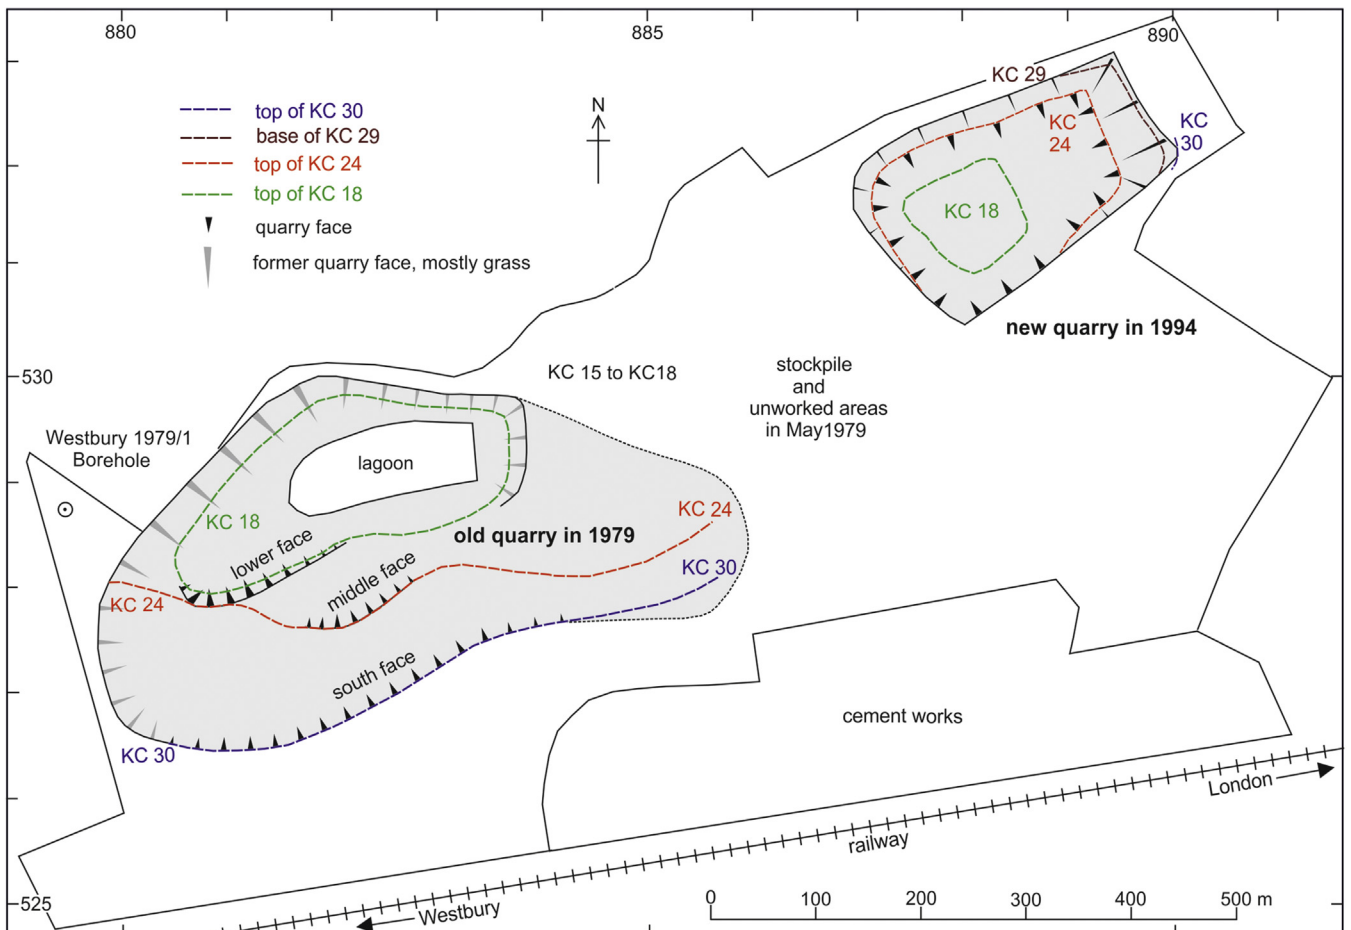 880
885
890
KC 29
top of KC 30
base of KC 29
top of KC 24
top of KC 18
quarry face
former quarry face, mostly grass
N
KC
24
KC
30
KC 18
new quarry in 1994
530
KC 15 to KC18
stockpile
and
unworked areas
in May1979
Westbury 1979/1
Borehole
lagoon
KC 18
KC 24
old quarry in 1979
lower face
middle face
KC 30
KC 24
south face
KC 30
cement works
London
railway
Westbury
525
0 100 200 300 400 500 m